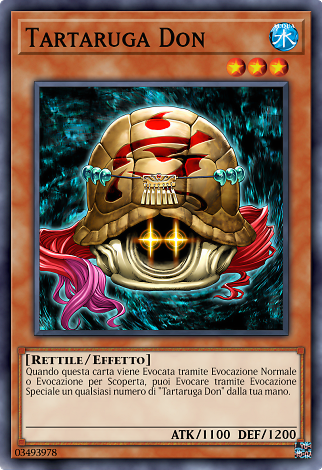 Tartaruga Don
ACQUA
水
[Rettile/Effetto]
Quando questa carta viene Evocata tramite Evocazione Normale
o Evocazione per Scoperta, puoi Evocare tramite Evocazione
Speciale un qualsiasi numero di "Tartaruga Don" dalla tua mano.
ATK/1100 DEF/1200
03493978